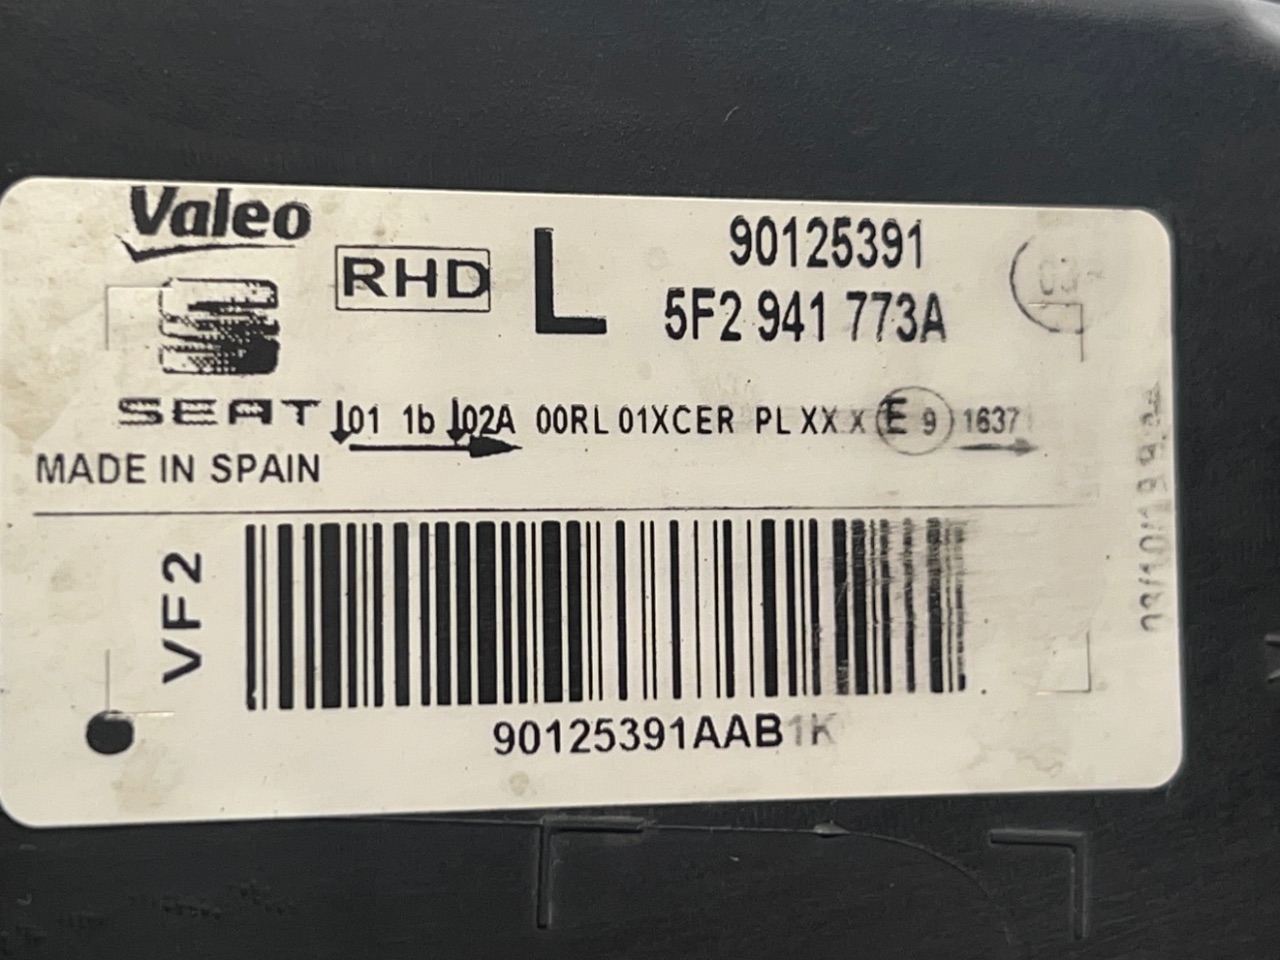 Valeo
RHD L
90125391
5F2 941 773A
SEAT
01 1b 02A 00RL 01XCER PL XX X E 9 1637
MADE IN SPAIN
VF2
90125391AAB1K